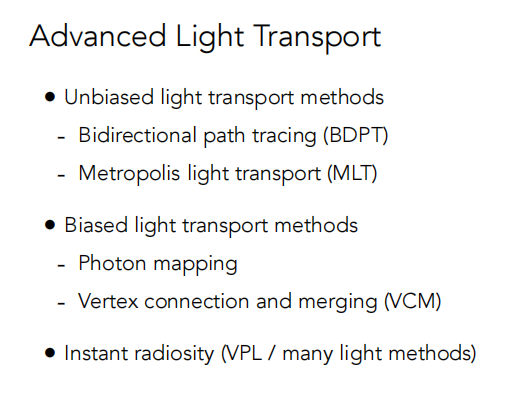 Advanced Light Transport
● Unbiased light transport methods
- Bidirectional path tracing (BDPT)
- Metropolis light transport (MLT)
● Biased light transport methods
- Photon mapping
- Vertex connection and merging (VCM)
● Instant radiosity (VPL / many light methods)